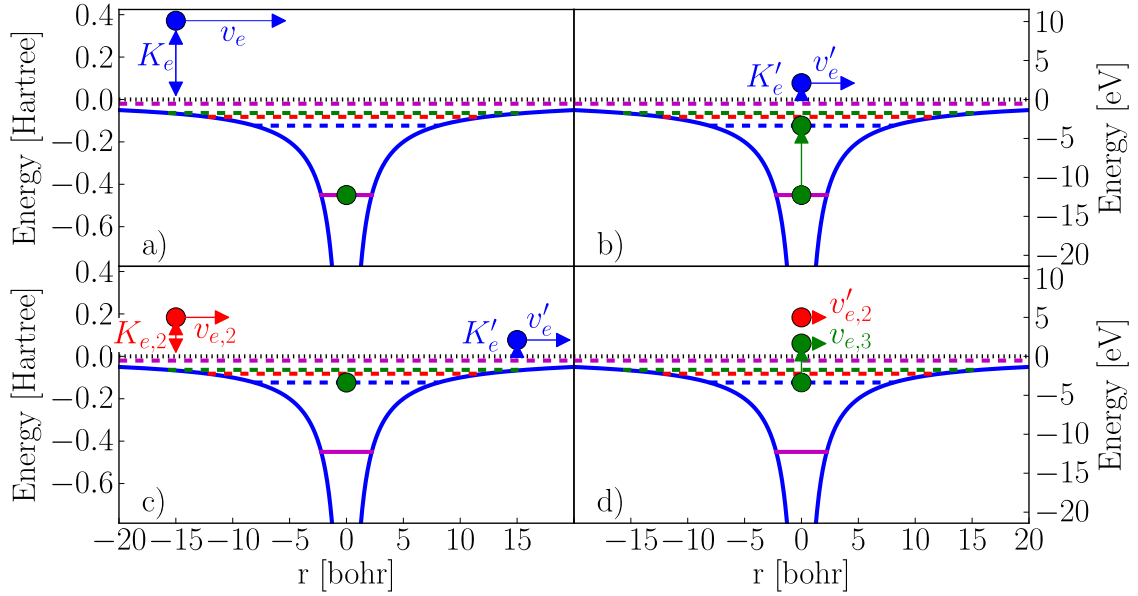 0.4
0.2
0.0
−0.2
−0.4
−0.6
Energy [Hartree]
K_e
v_e
a)
K′_e
v′_e
b)
10
5
0
−5
−10
−15
−20
Energy [eV]
0.4
0.2
0.0
−0.2
−0.4
−0.6
Energy [Hartree]
K_{e,2}
v_{e,2}
K′_e
v′_e
c)
−20 −15 −10 −5 0 5 10 15
r [bohr]
v′_{e,2}
v_{e,3}
d)
10
5
0
−5
−10
−15
−20
Energy [eV]
−15 −10 −5 0 5 10 15 20
r [bohr]